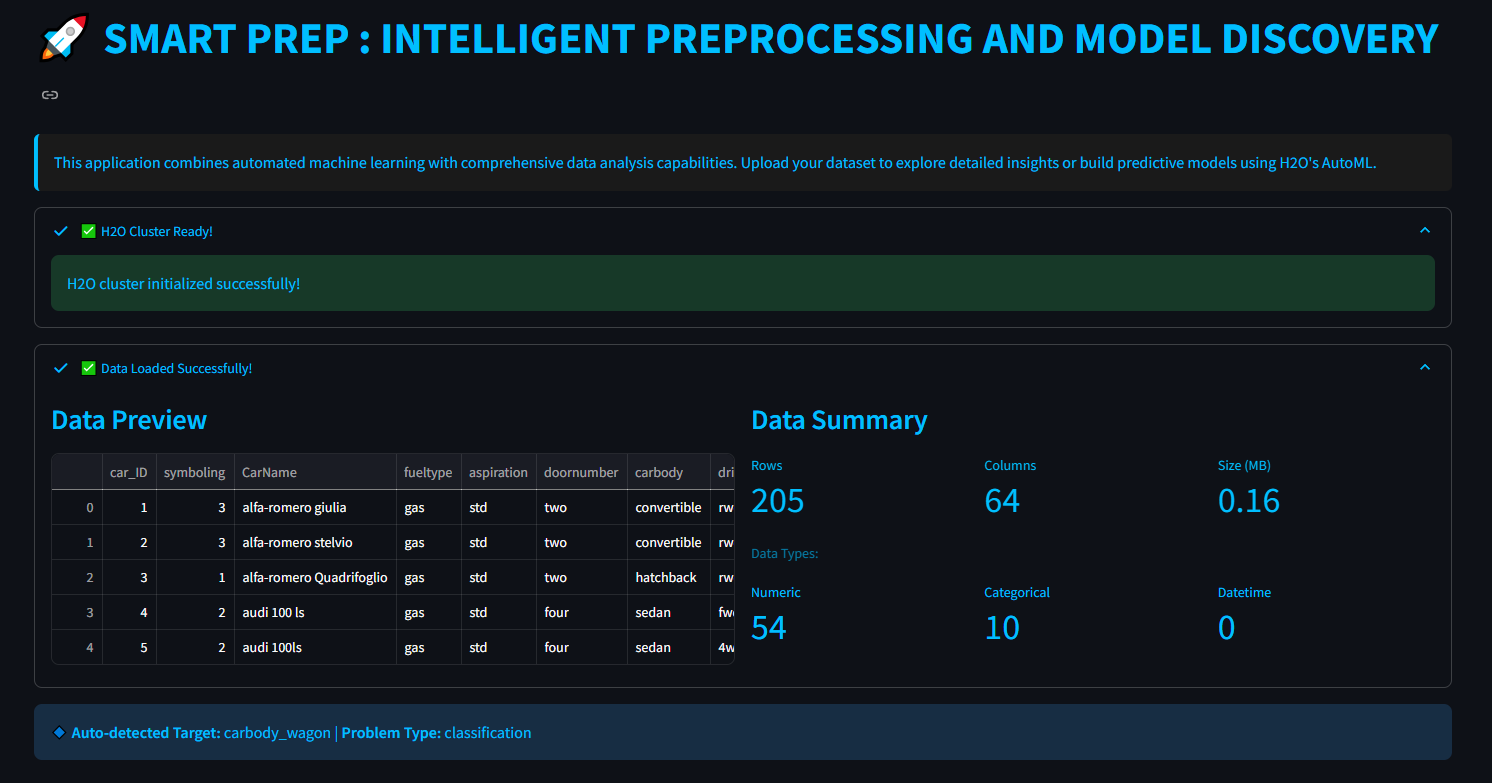 SMART PREP : INTELLIGENT PREPROCESSING AND MODEL DISCOVERY
This application combines automated machine learning with comprehensive data analysis capabilities. Upload your dataset to explore detailed insights or build predictive models using H2O's AutoML.
✅ H2O Cluster Ready!
H2O cluster initialized successfully!
✅ Data Loaded Successfully!
Data Preview
car_ID symboling CarName fueltype aspiration doornumber carbody dri
0 1 3 alfa-romero giulia gas std two convertible rw
1 2 3 alfa-romero stelvio gas std two convertible rw
2 3 1 alfa-romero Quadrifoglio gas std two hatchback rw
3 4 2 audi 100 ls gas std four sedan fw
4 5 2 audi 100ls gas std four sedan 4w
Data Summary
Rows Columns Size (MB)
205 64 0.16
Data Types:
Numeric Categorical Datetime
54 10 0
Auto-detected Target: carbody_wagon | Problem Type: classification